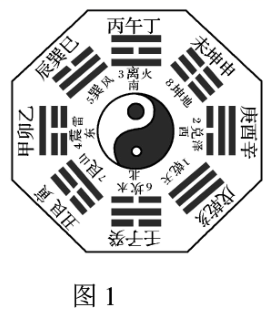 丙午丁
3离火
南
未坤申
8坤地
庚酉辛
2兑泽
西
戌乾亥
1乾天
壬子癸
6坎水
北
丑艮寅
7艮山
甲卯乙
4震雷
东
辰巽巳
5巽风
图 1